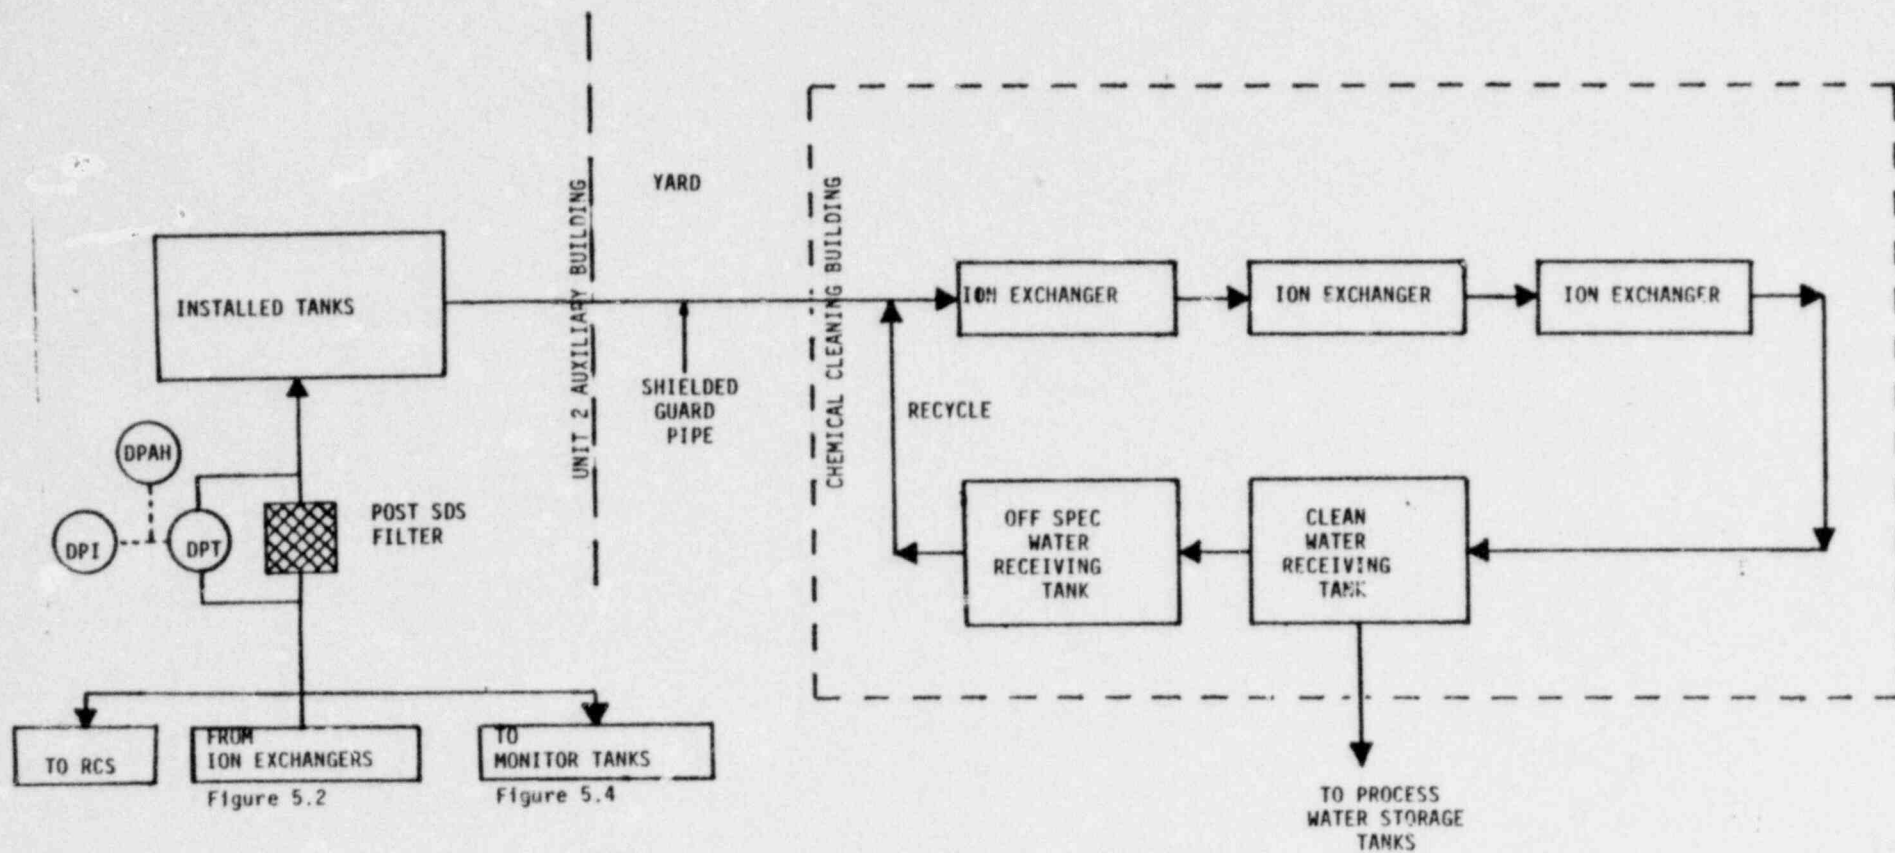 UNIT 2 AUXILIARY BUILDING
YARD
CHEMICAL CLEANING BUILDING
INSTALLED TANKS
ION EXCHANGER
ION EXCHANGER
ION EXCHANGER
SHIELDED
GUARD
PIPE
RECYCLE
DPAH
DPI
DPT
POST SDS
FILTER
OFF SPEC
WATER
RECEIVING
TANK
CLEAN
WATER
RECEIVING
TANK
TO RCS
FROM
ION EXCHANGERS
Figure 5.2
TO
MONITOR TANKS
Figure 5.4
TO PROCESS
WATER STORAGE
TANKS